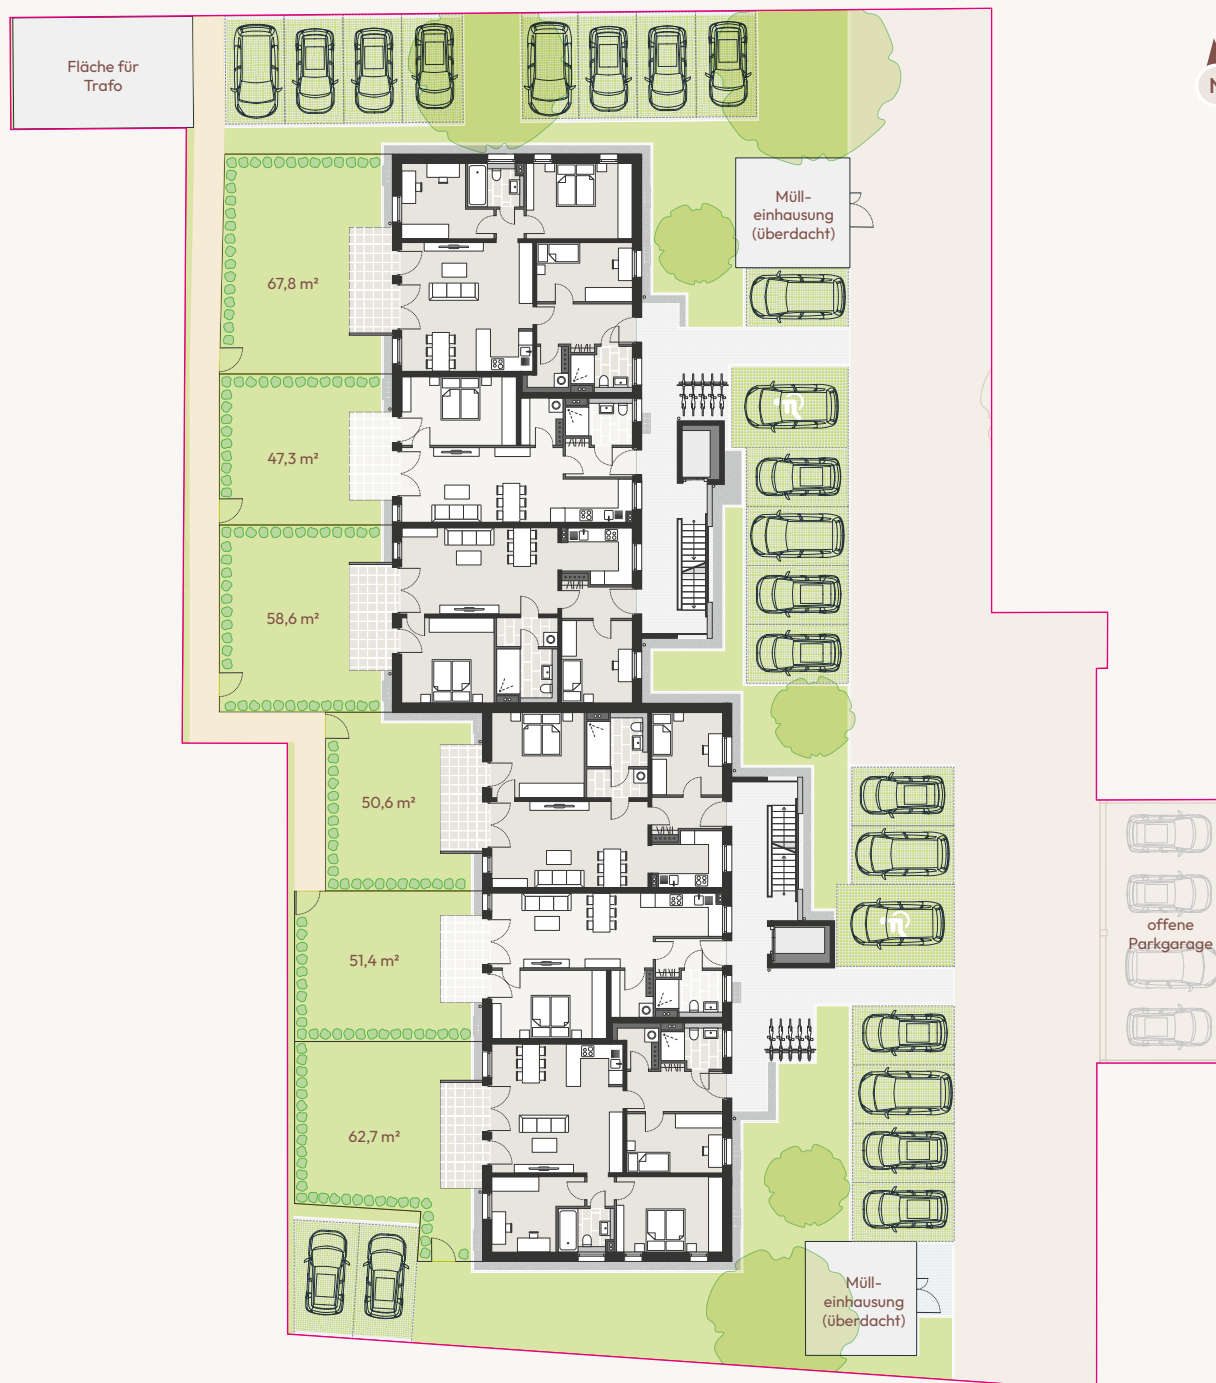 Fläche für
Trafo
N
Müll-
einhausung
(überdacht)
67,8 m²
47,3 m²
58,6 m²
50,6 m²
offene
Parkgarage
51,4 m²
62,7 m²
Müll-
einhausung
(überdacht)